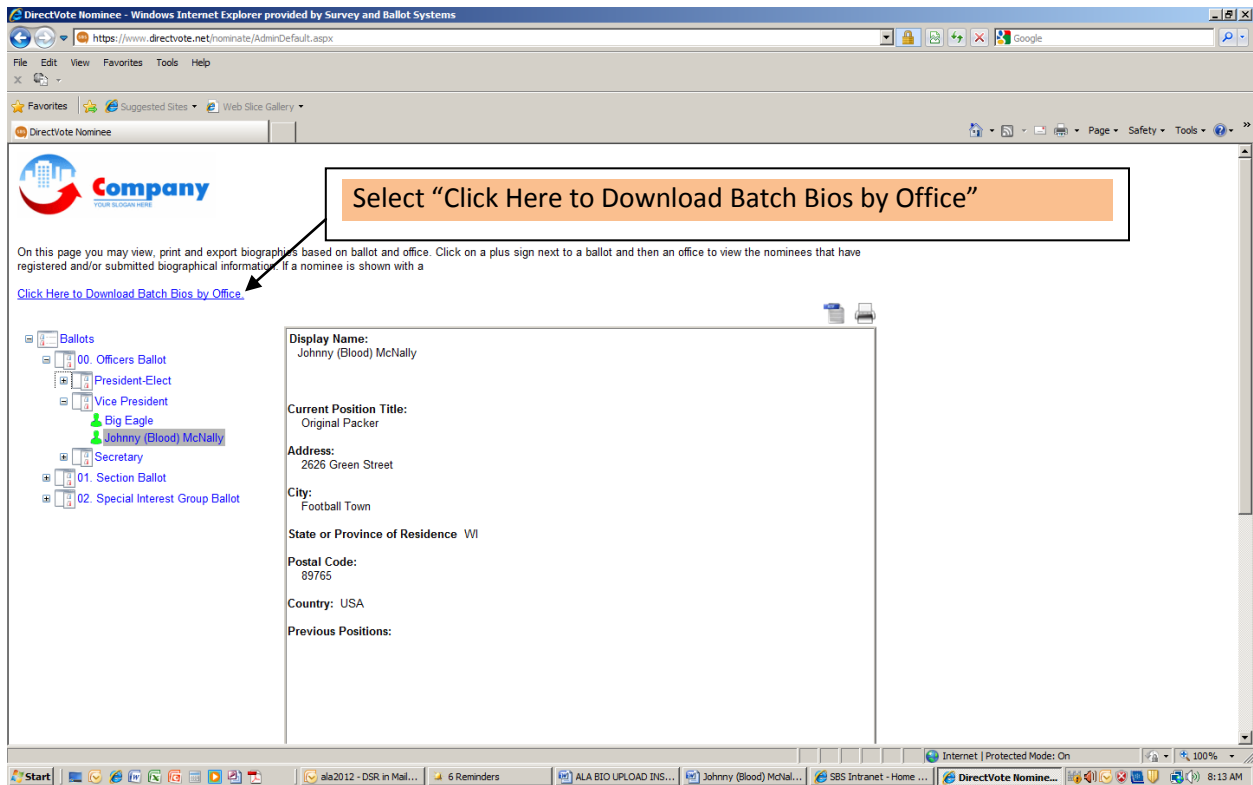 DirectVote Nominee - Windows Internet Explorer provided by Survey and Ballot Systems
https://www.directvote.net/nominate/AdminDefault.aspx
Google
File Edit View Favorites Tools Help
Favorites Suggested Sites Web Slice Gallery
DirectVote Nominee
Page Safety Tools
Company
YOUR SLOGAN HERE
Select “Click Here to Download Batch Bios by Office”
On this page you may view, print and export biographies based on ballot and office. Click on a plus sign next to a ballot and then an office to view the nominees that have
registered and/or submitted biographical information. If a nominee is shown with a
Click Here to Download Batch Bios by Office.
Ballots
00. Officers Ballot
President-Elect
Vice President
Big Eagle
Johnny (Blood) McNally
Secretary
01. Section Ballot
02. Special Interest Group Ballot
Display Name:
Johnny (Blood) McNally
Current Position Title:
Original Packer
Address:
2626 Green Street
City:
Football Town
State or Province of Residence WI
Postal Code:
89765
Country: USA
Previous Positions:
Internet | Protected Mode: On
100%
Start
ala2012 - DSR in Mail...
6 Reminders
ALA BIO UPLOAD INS...
Johnny (Blood) McNal...
SBS Intranet - Home ...
DirectVote Nomine...
8:13 AM